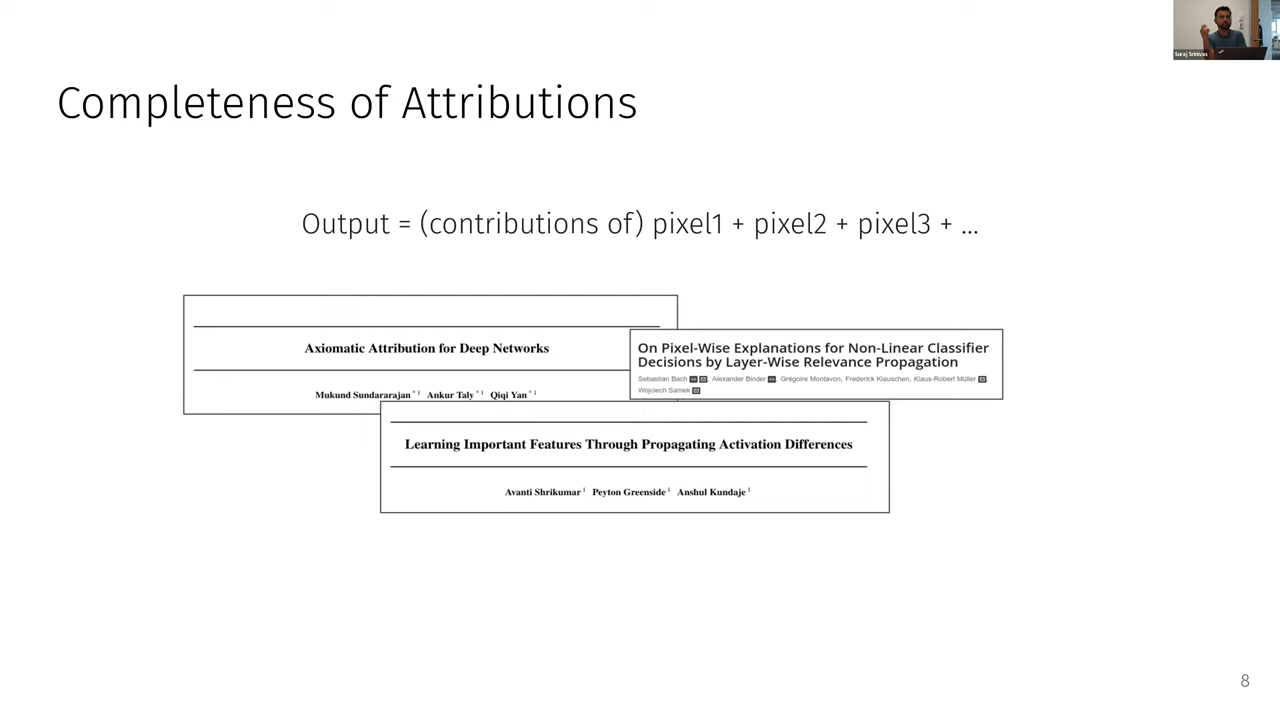 Suraj Srinivas
Completeness of Attributions
Output = (contributions of) pixel1 + pixel2 + pixel3 + ...
Axiomatic Attribution for Deep Networks
Mukund Sundararajan * 1 Ankur Taly * 1 Qiqi Yan * 1
On Pixel-Wise Explanations for Non-Linear Classifier
Decisions by Layer-Wise Relevance Propagation
Sebastian Bach, Alexander Binder, Grégoire Montavon, Frederick Klauschen, Klaus-Robert Müller,
Wojciech Samek
Learning Important Features Through Propagating Activation Differences
Avanti Shrikumar 1 Peyton Greenside 1 Anshul Kundaje 1
8